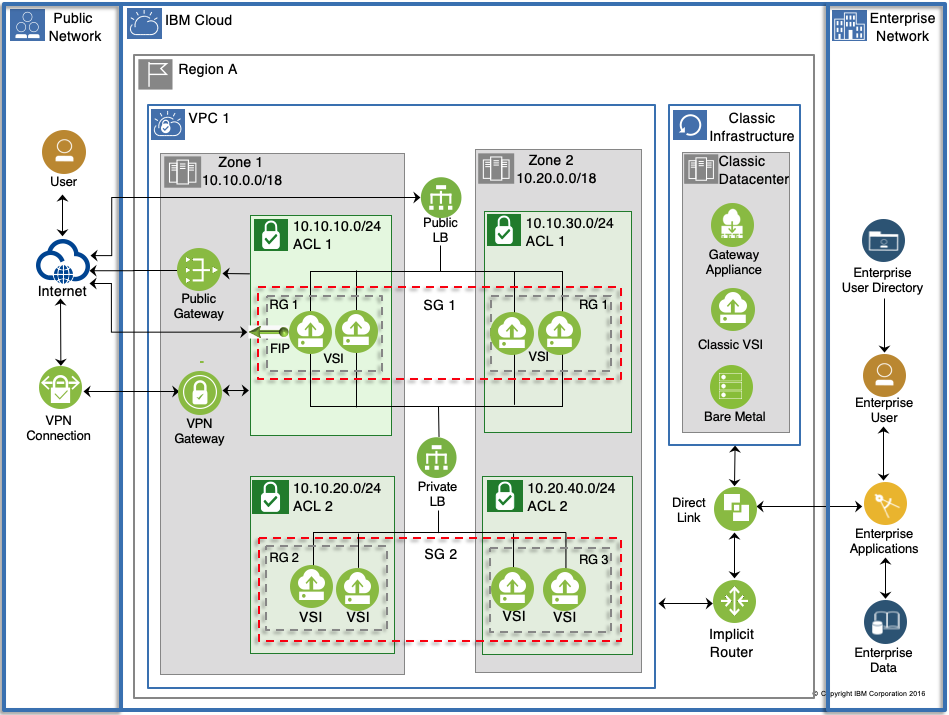 Public
Network
IBM Cloud
Enterprise
Network
Region A
VPC 1
Classic
Infrastructure
Zone 1
10.10.0.0/18
Zone 2
10.20.0.0/18
Classic
Datacenter
User
Public
LB
10.10.10.0/24
ACL 1
10.10.30.0/24
ACL 1
Gateway
Appliance
Internet
Public
Gateway
Enterprise
User Directory
RG 1
SG 1
RG 1
FIP
VSI
VSI
Classic VSI
VPN
Connection
VPN
Gateway
Bare Metal
Enterprise
User
10.10.20.0/24
ACL 2
Private
LB
10.20.40.0/24
ACL 2
Direct
Link
Enterprise
Applications
RG 2
SG 2
RG 3
VSI
VSI
VSI
VSI
Implicit
Router
Enterprise
Data
© Copyright IBM Corporation 2016